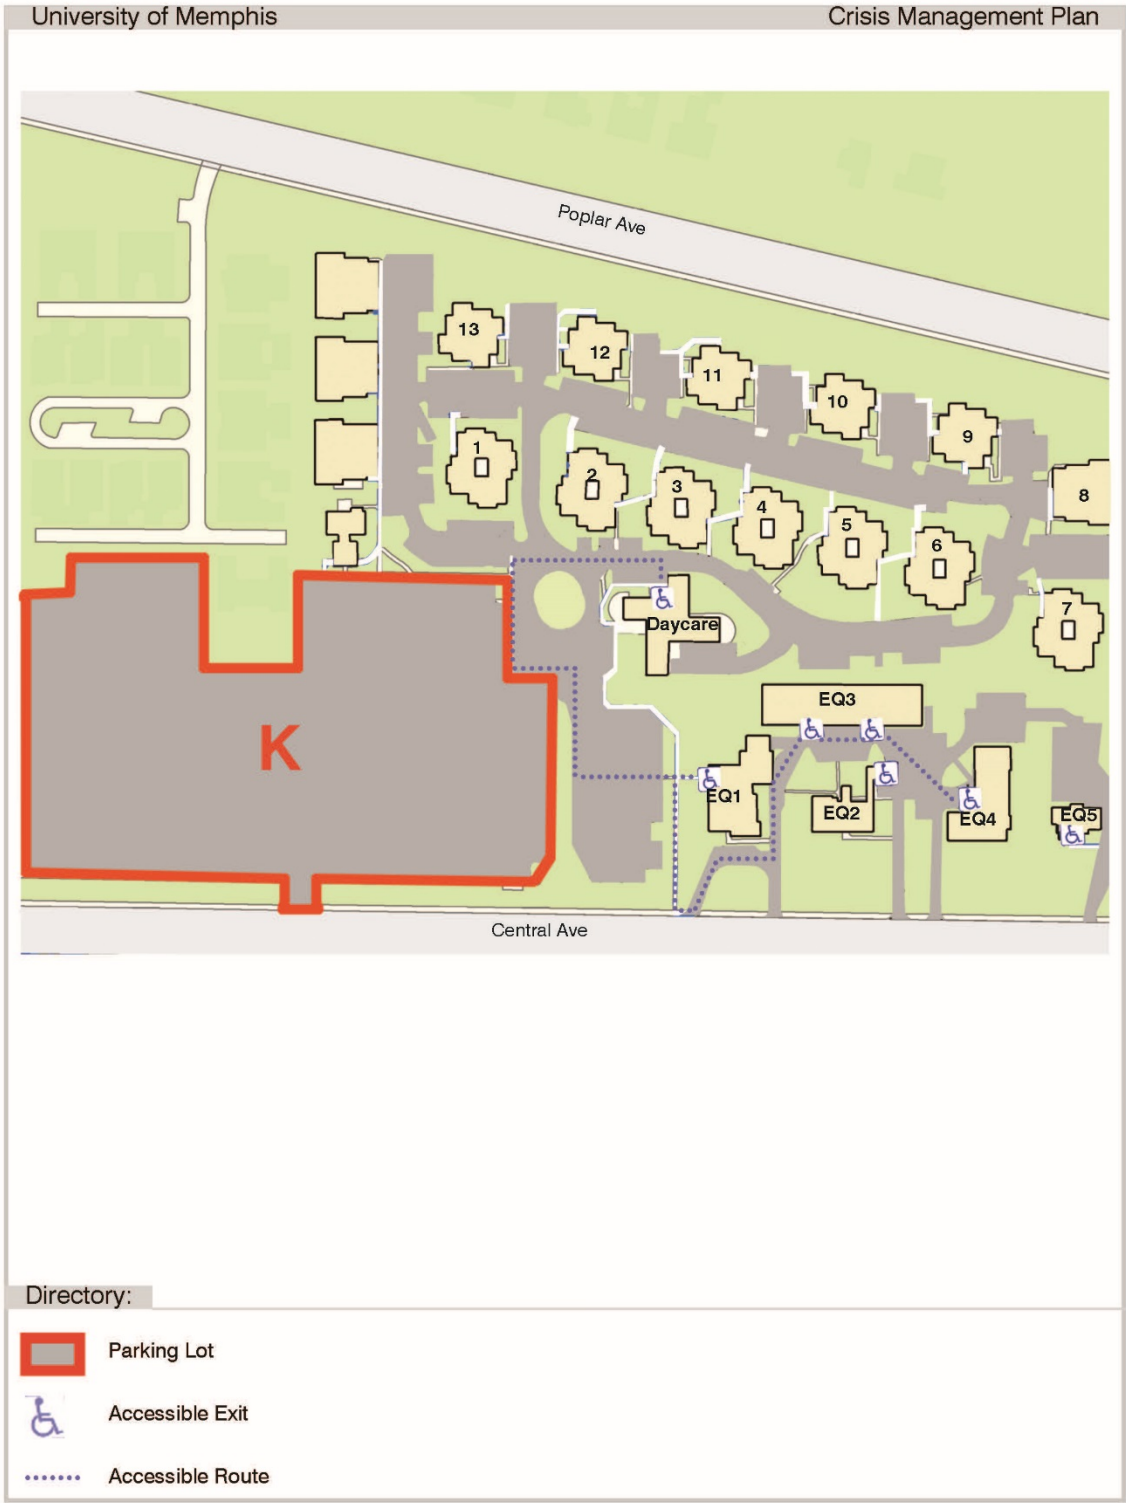 University of Memphis
Crisis Management Plan
Poplar Ave
13
12
11
10
9
1
2
3
4
5
6
8
7
Daycare
EQ3
K
EQ1
EQ2
EQ4
EQ5
Central Ave
Directory:
Parking Lot
Accessible Exit
Accessible Route